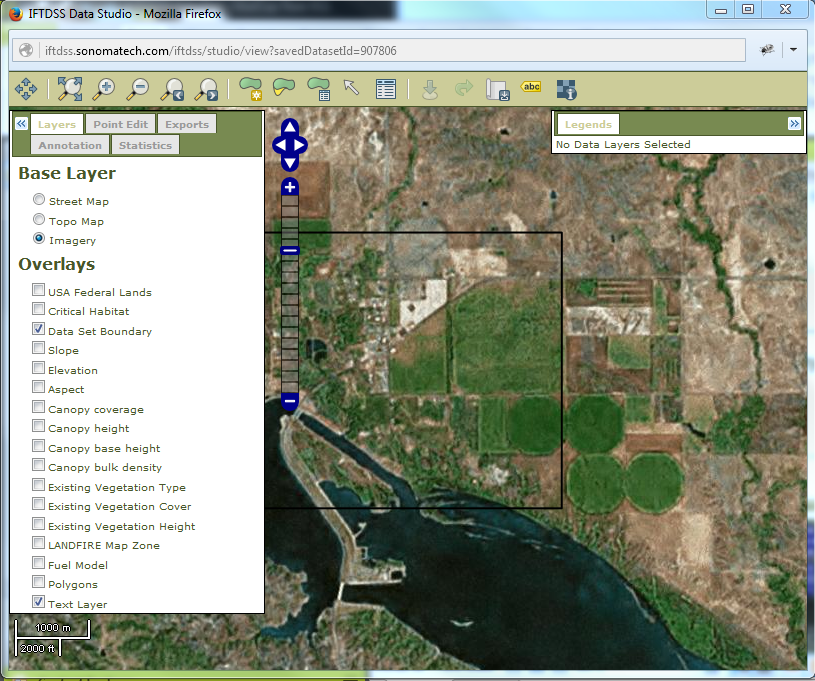 IFTDSS Data Studio - Mozilla Firefox
iftdss.sonomatech.com/iftdss/studio/view?savedDatasetId=907806
abc
Layers Point Edit Exports
Annotation Statistics
Legends
No Data Layers Selected
Base Layer
Street Map
Topo Map
Imagery
Overlays
USA Federal Lands
Critical Habitat
Data Set Boundary
Slope
Elevation
Aspect
Canopy coverage
Canopy height
Canopy base height
Canopy bulk density
Existing Vegetation Type
Existing Vegetation Cover
Existing Vegetation Height
LANDFIRE Map Zone
Fuel Model
Polygons
Text Layer
1000 m
2000 ft